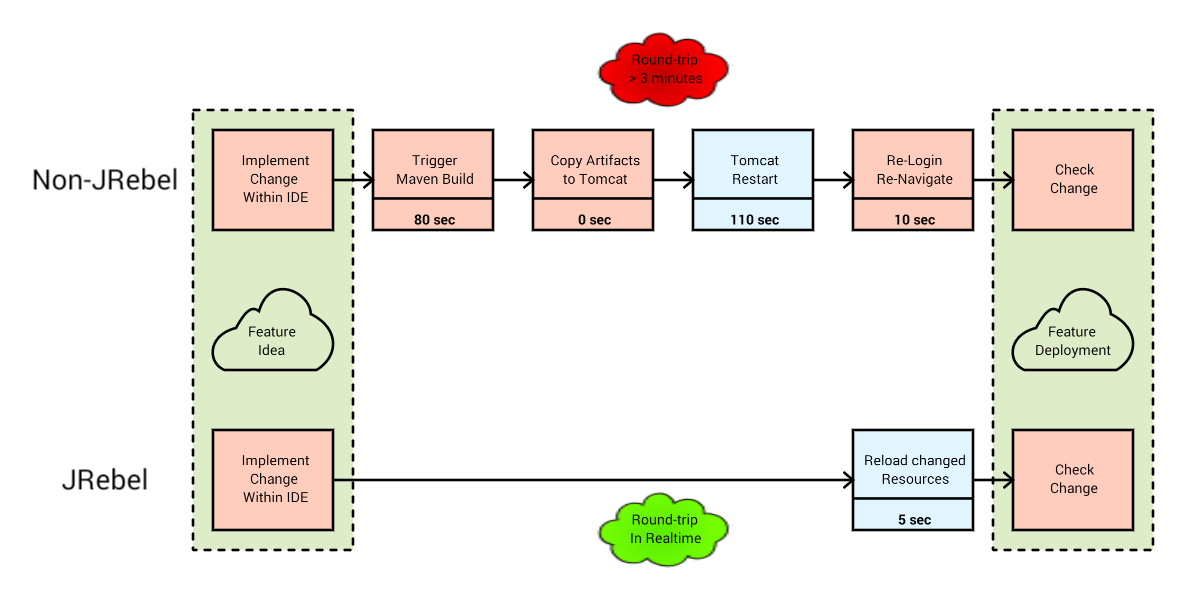 Round-trip
> 3 minutes
Non-JRebel
Implement
Change
Within IDE
Trigger
Maven Build
80 sec
Copy Artifacts
to Tomcat
0 sec
Tomcat
Restart
110 sec
Re-Login
Re-Navigate
10 sec
Check
Change
Feature
Idea
Feature
Deployment
JRebel
Implement
Change
Within IDE
Reload changed
Resources
5 sec
Check
Change
Round-trip
In Realtime